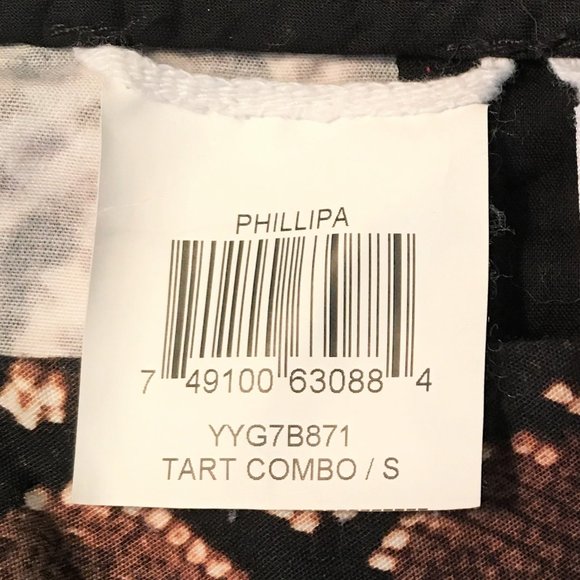 PHILLIPA
7 49100 63088 4
YYG7B871
TART COMBO / S